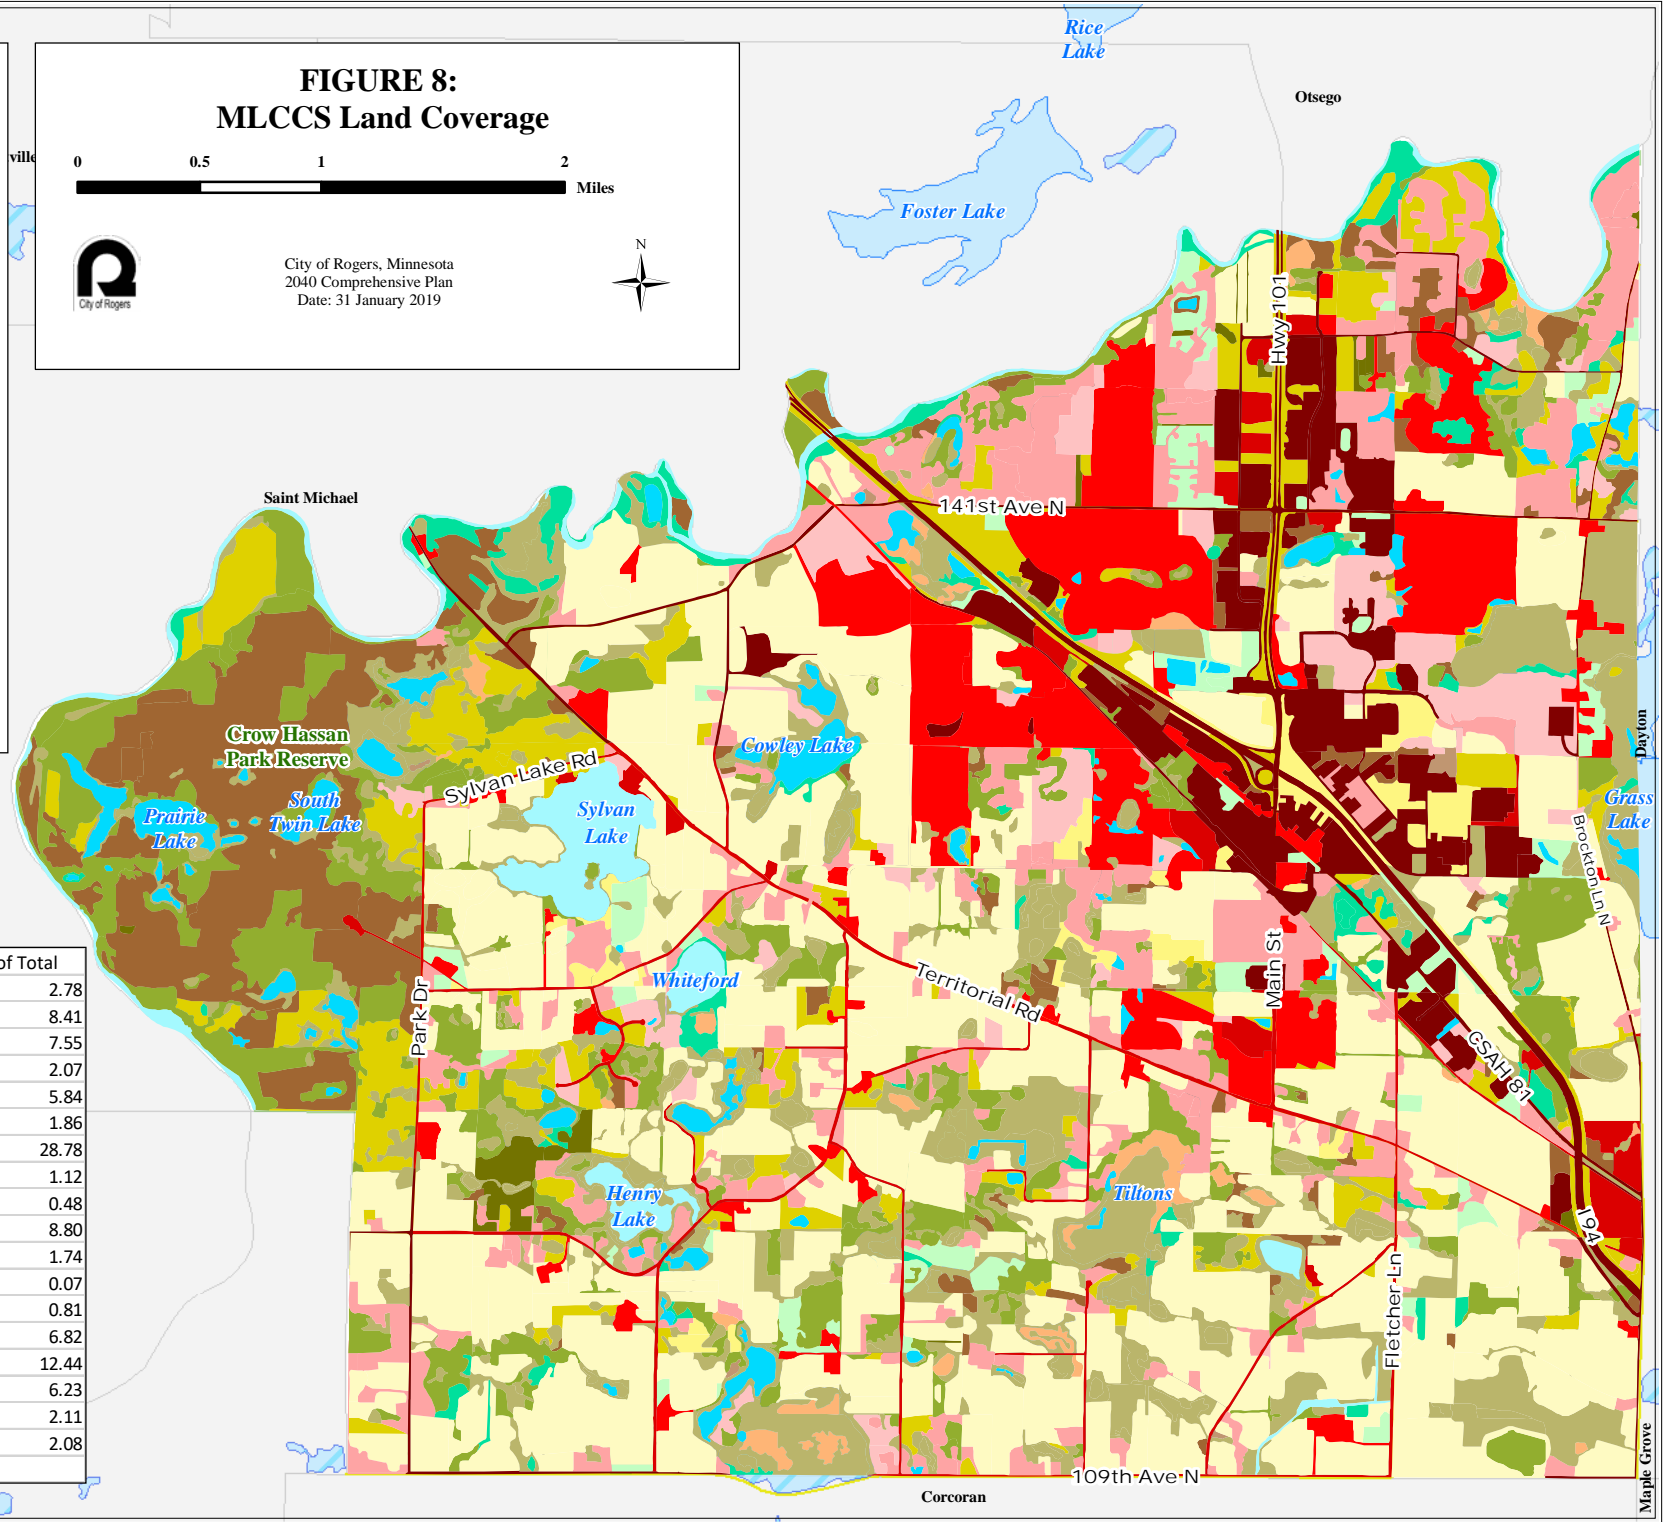 FIGURE 8:
MLCCS Land Coverage
0 0.5 1 2
Miles
N
City of Rogers, Minnesota
2040 Comprehensive Plan
Date: 31 January 2019
City of Rogers
ville
Rice
Lake
Otsego
Foster Lake
Hwy 101
Saint Michael
141st Ave N
Crow Hassan
Park Reserve
Cowley Lake
Dayton
Sylvan Lake Rd
Prairie
Lake
South
Twin Lake
Sylvan
Lake
Grass
Lake
Brockton Ln N
Whiteford
Park Dr
Territorial Rd
Main St
CSAH 81
Henry
Lake
Tiltons
I 94
Fletcher Ln
109th Ave N
Corcoran
Maple Grove
of Total
2.78
8.41
7.55
2.07
5.84
1.86
28.78
1.12
0.48
8.80
1.74
0.07
0.81
6.82
12.44
6.23
2.11
2.08